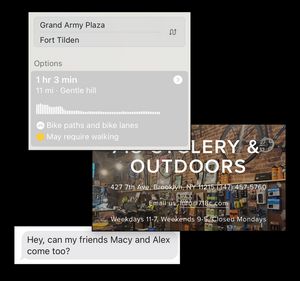 Grand Army Plaza
Fort Tilden
Options
1 hr 3 min
11 mi · Gentle hill
Bike paths and bike lanes
May require walking
CYCLERY &
OUTDOORS
427 7th Ave, Brooklyn, NY 11215 (347) 457-5760
Email us: info@718c.com
Weekdays 11-7, Weekends 9-5, Closed Mondays
Hey, can my friends Macy and Alex
come too?